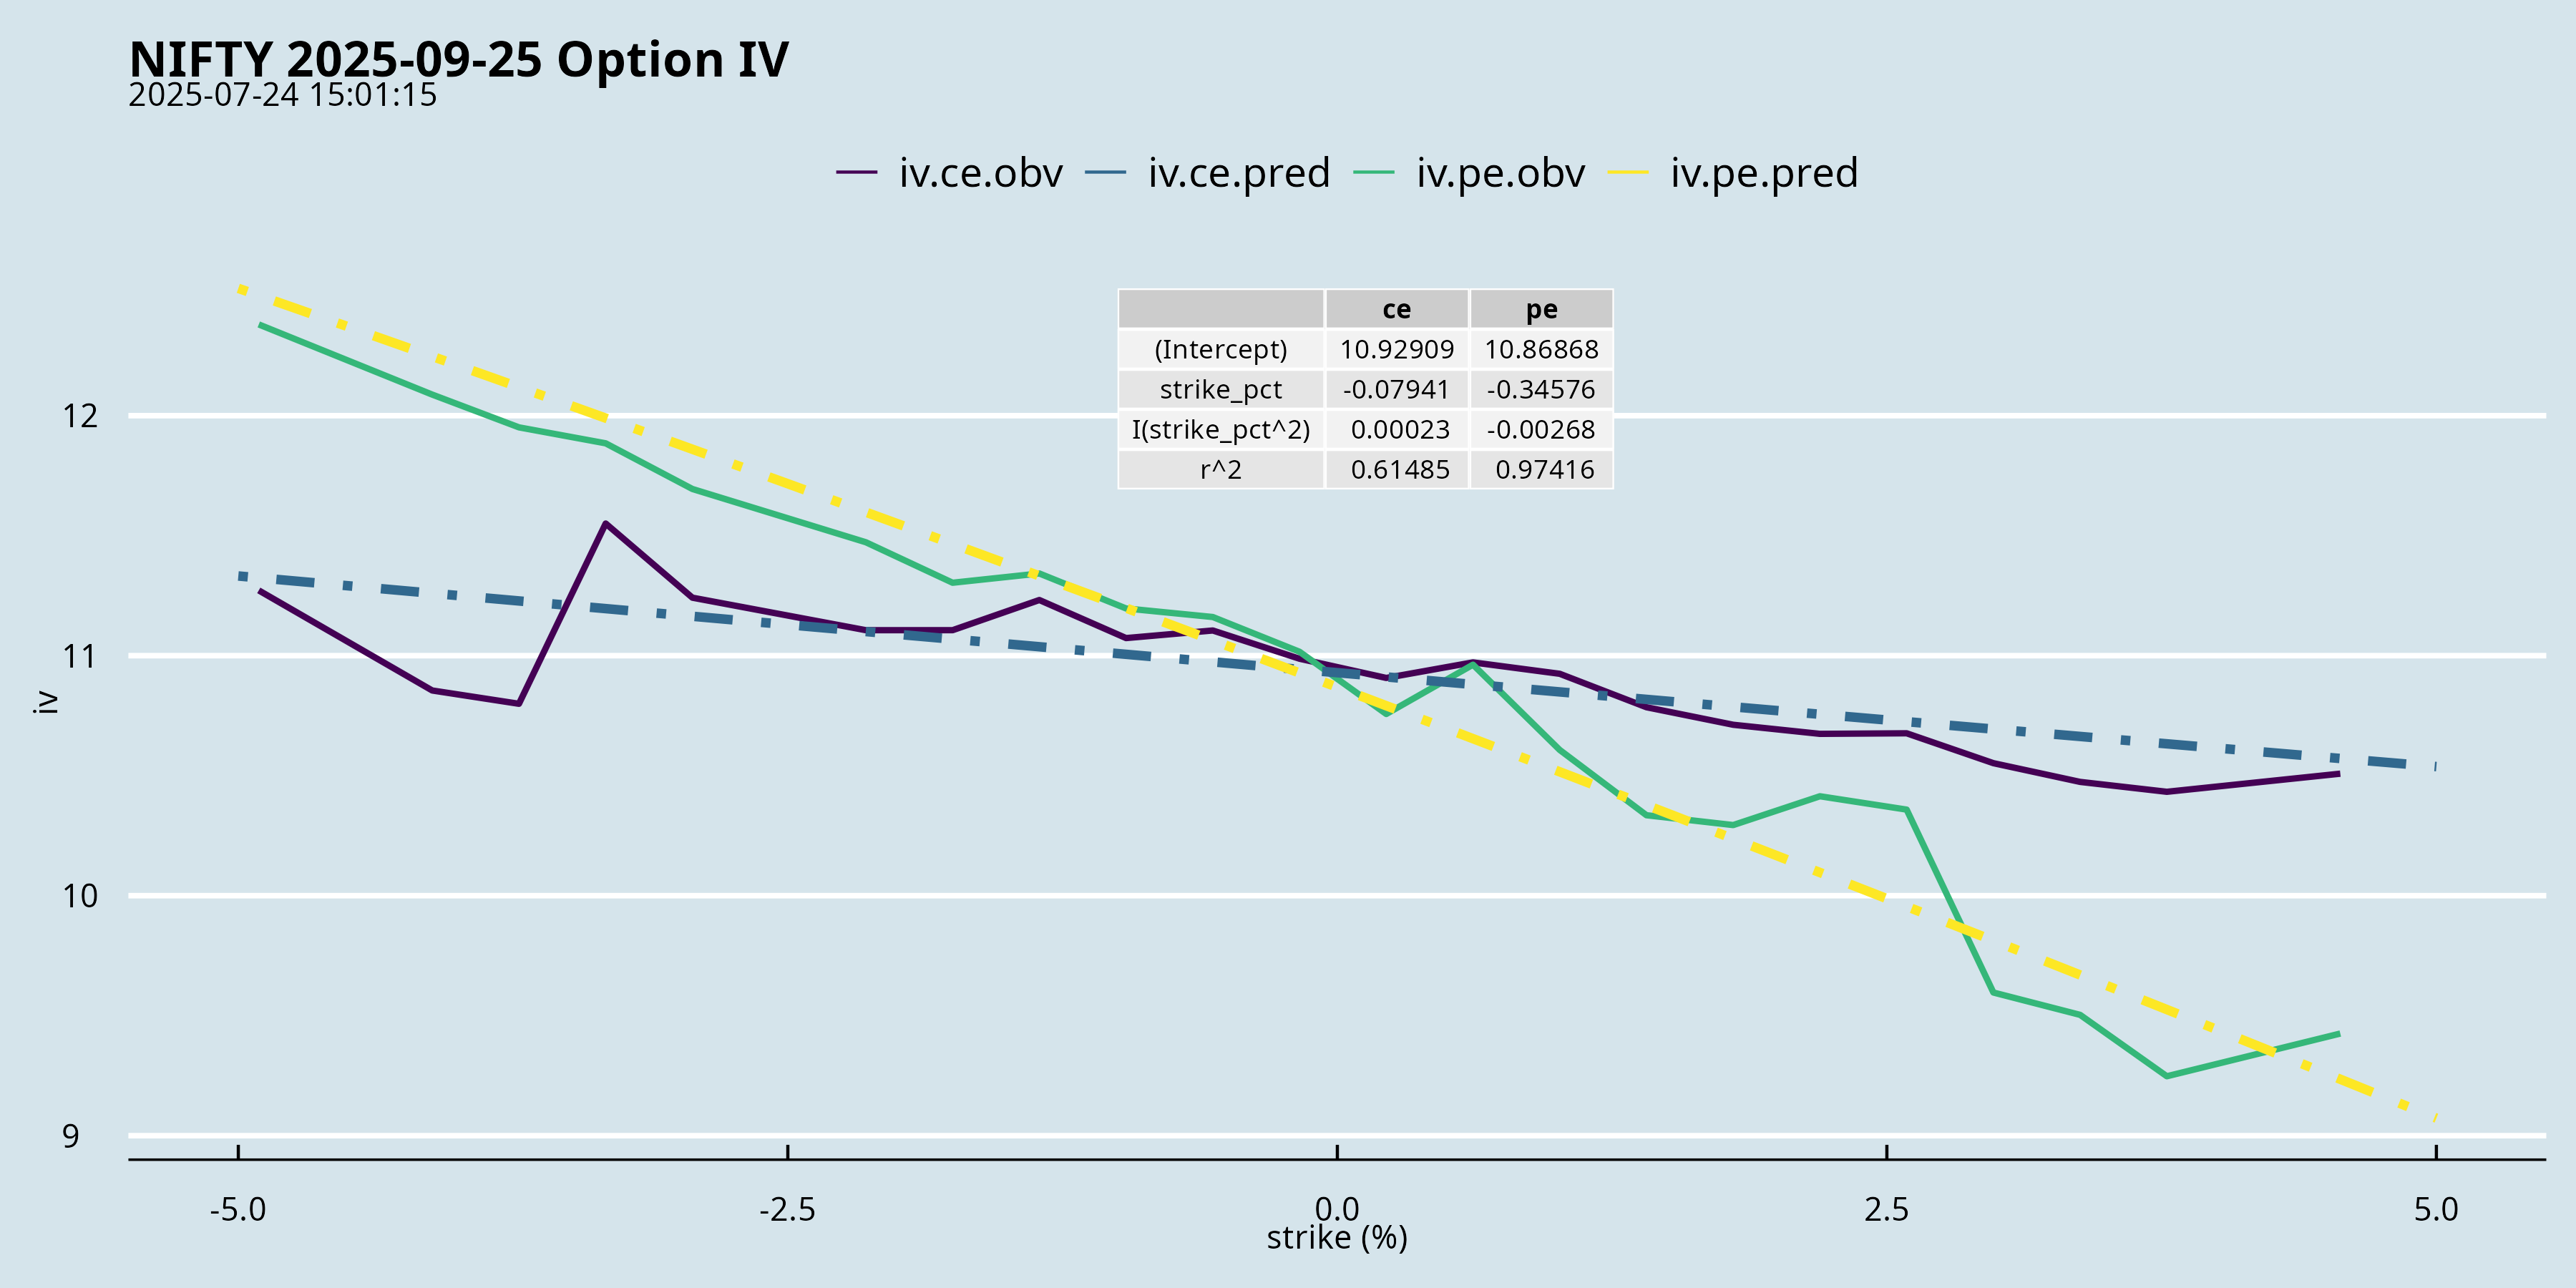 NIFTY 2025-09-25 Option IV
2025-07-24 15:01:15
iv.ce.obv iv.ce.pred iv.pe.obv iv.pe.pred
ce pe
(Intercept) 10.92909 10.86868
strike_pct -0.07941 -0.34576
I(strike_pct^2) 0.00023 -0.00268
r^2 0.61485 0.97416
12
11
10
9
iv
-5.0 -2.5 0.0 2.5 5.0
strike (%)